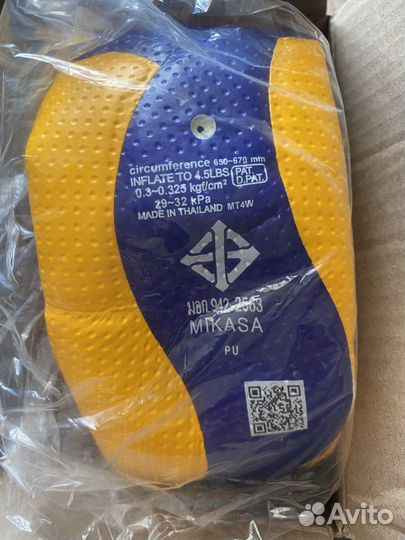 circumference 650-670 mm
INFLATE TO 4.5LBS
0.3~0.325 kgf/cm²
PAT.
D.PAT.
29~32 kPa
MADE IN THAILAND MT4W
มอก.942-2563
MIKASA
PU
Avito